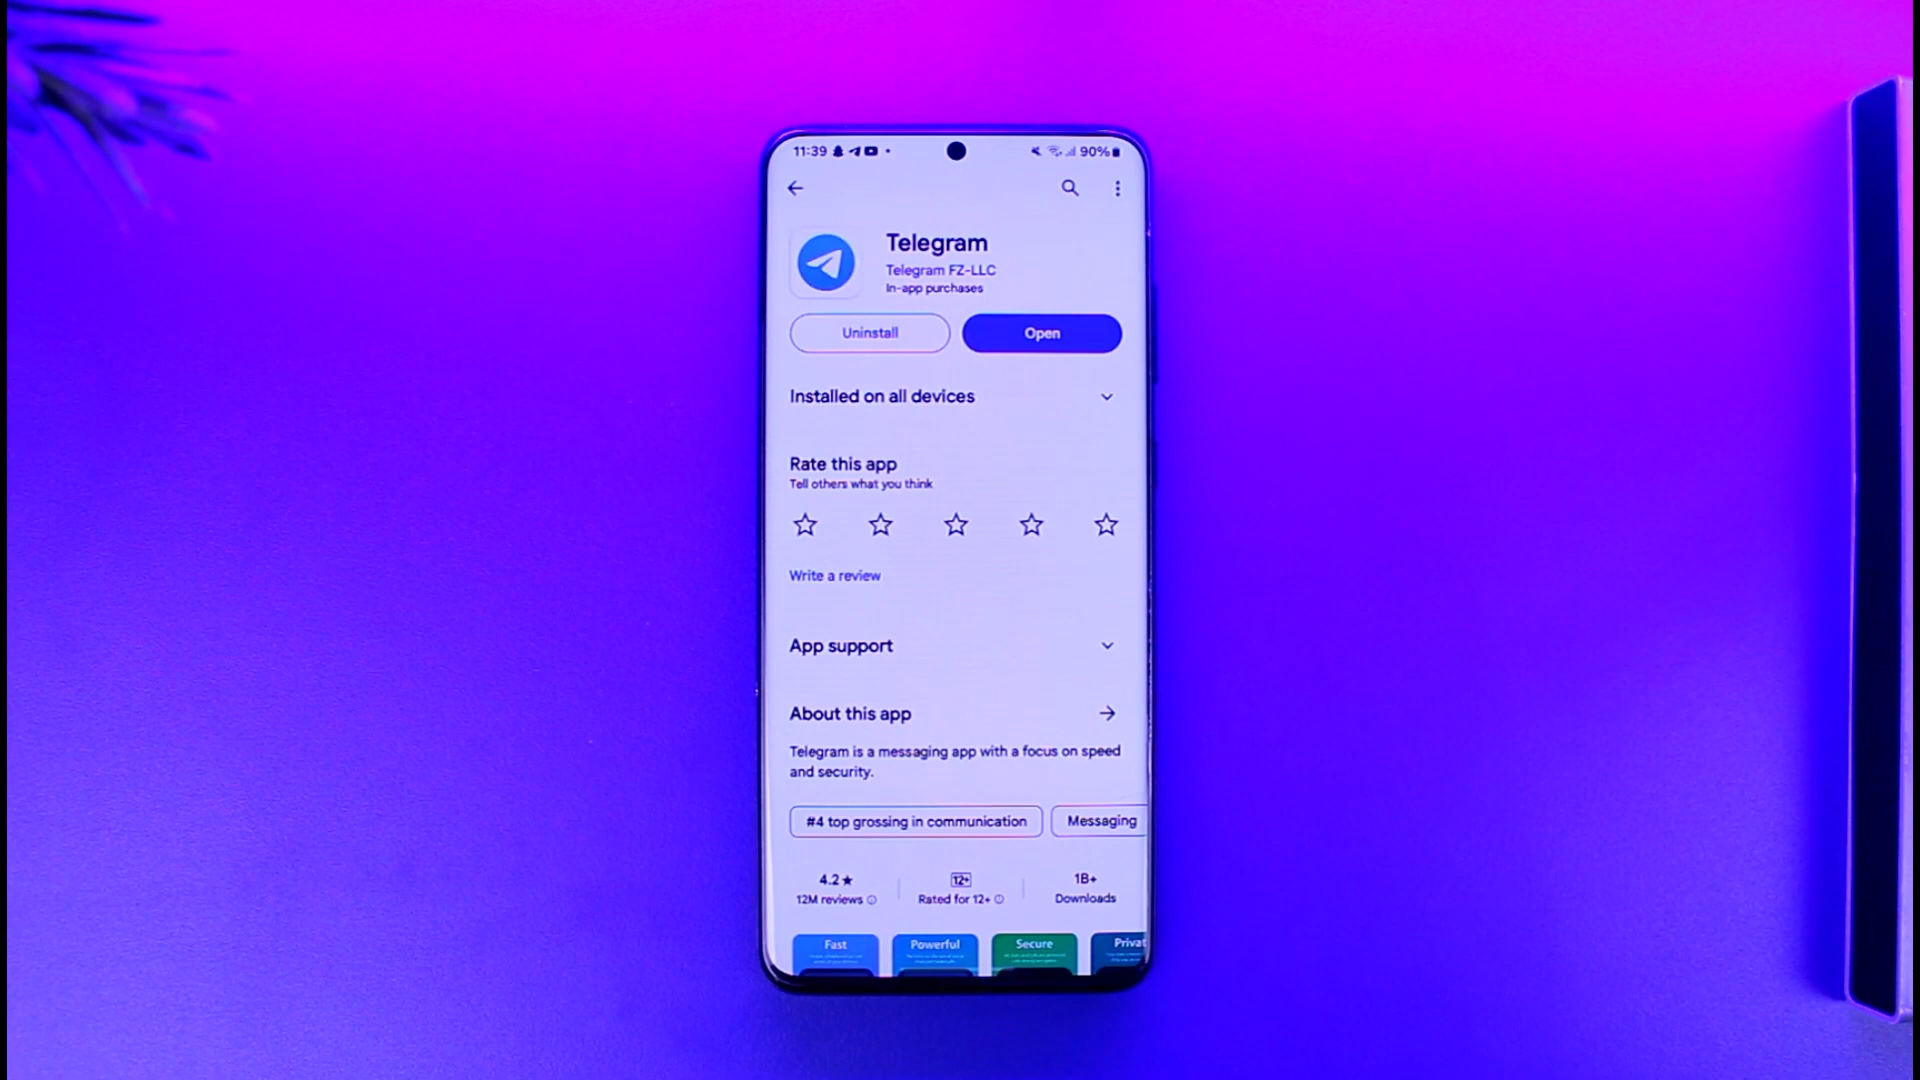 11:39
90%
Telegram
Telegram FZ-LLC
In-app purchases
Uninstall
Open
Installed on all devices
Rate this app
Tell others what you think
Write a review
App support
About this app
Telegram is a messaging app with a focus on speed
and security.
#4 top grossing in communication
Messaging
4.2★
12+
1B+
12M reviews
Rated for 12+
Downloads
Fast
Powerful
Secure
Privat